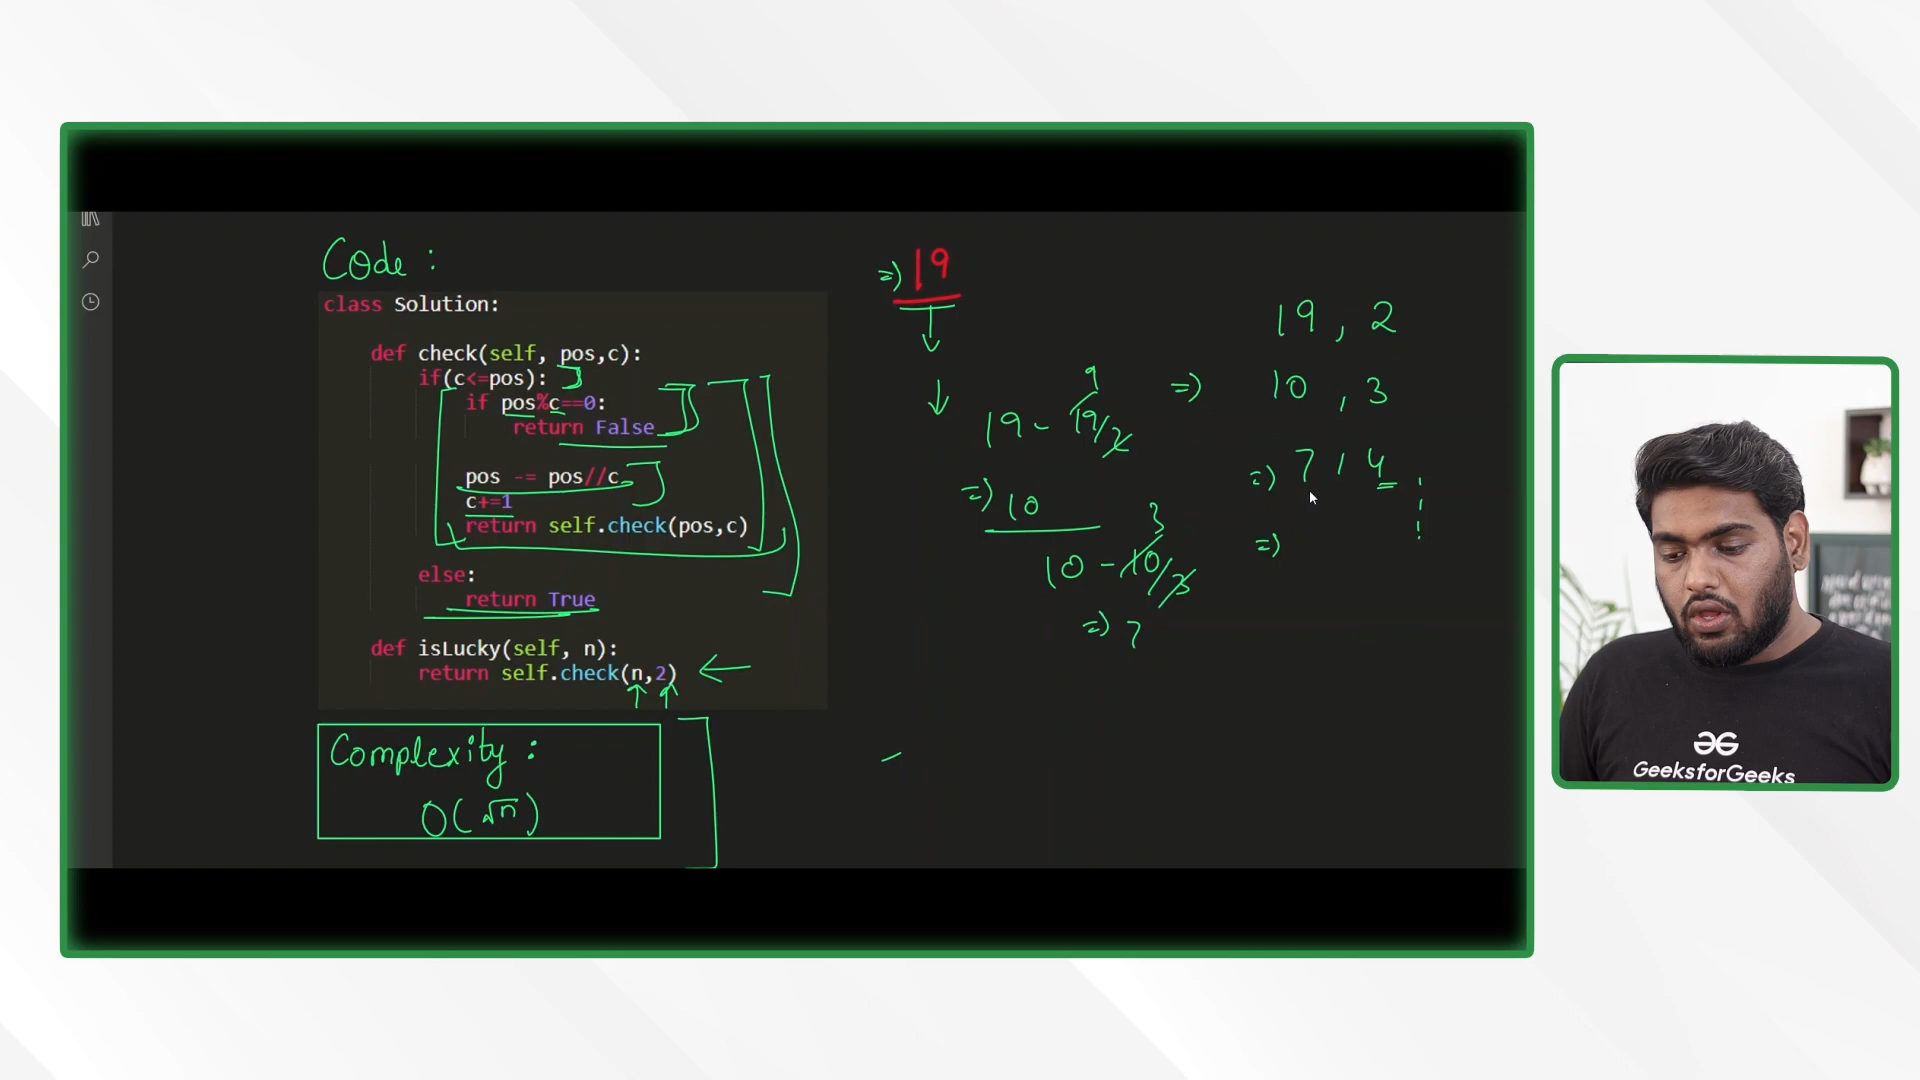 Code :
class Solution:
def check(self, pos,c):
if(c<=pos):
if pos%c==0:
return False
pos -= pos//c
c+=1
return self.check(pos,c)
else:
return True
def isLucky(self, n):
return self.check(n,2)
Complexity :
O(√n)
=> 19
9
19 - 19/2
=> 10
3
10 - 10/3
=> 7
19 , 2
=> 10 , 3
=> 7 , 4
=>
GeeksforGeeks